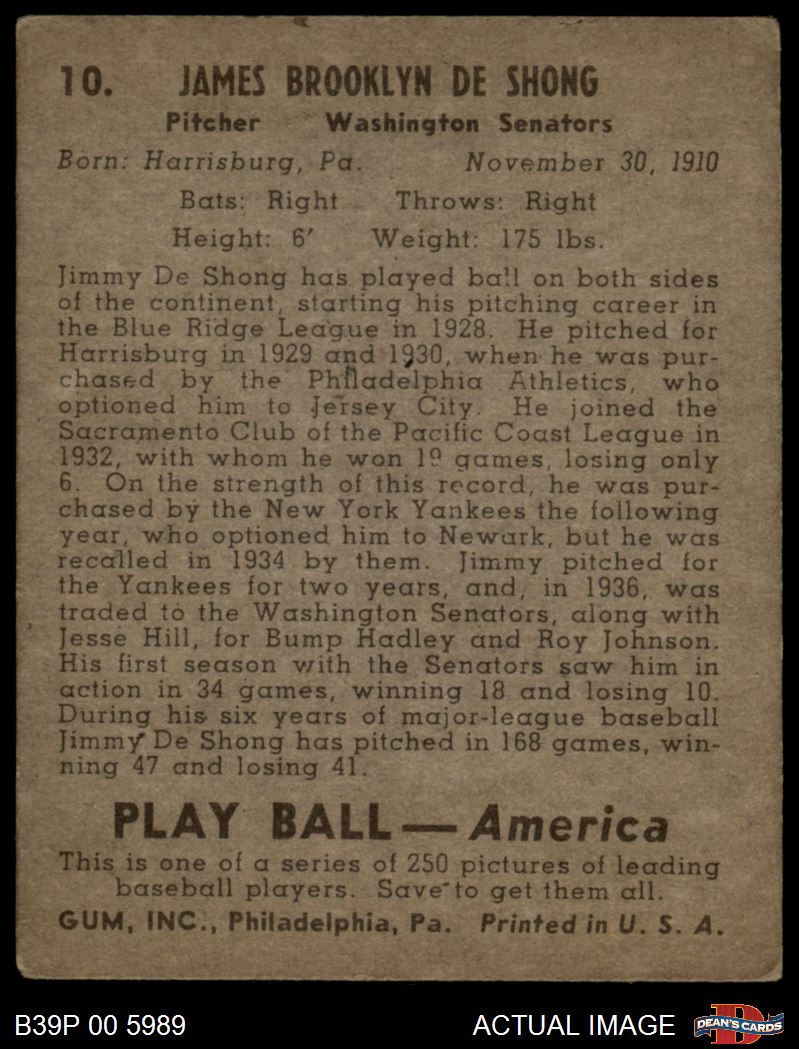 10. JAMES BROOKLYN DE SHONG
Pitcher Washington Senators
Born: Harrisburg, Pa. November 30, 1910
Bats: Right Throws: Right
Height: 6' Weight: 175 lbs.
Jimmy De Shong has played ball on both sides
of the continent, starting his pitching career in
the Blue Ridge League in 1928. He pitched for
Harrisburg in 1929 and 1930, when he was pur-
chased by the Philadelphia Athletics, who
optioned him to Jersey City. He joined the
Sacramento Club of the Pacific Coast League in
1932, with whom he won 19 games, losing only
6. On the strength of this record, he was pur-
chased by the New York Yankees the following
year, who optioned him to Newark, but he was
recalled in 1934 by them. Jimmy pitched for
the Yankees for two years, and, in 1936, was
traded to the Washington Senators, along with
Jesse Hill, for Bump Hadley and Roy Johnson.
His first season with the Senators saw him in
action in 34 games, winning 18 and losing 10.
During his six years of major-league baseball
Jimmy De Shong has pitched in 168 games, win-
ning 47 and losing 41.
PLAY BALL — America
This is one of a series of 250 pictures of leading
baseball players. Save to get them all.
GUM, INC., Philadelphia, Pa. Printed in U. S. A.
B39P 00 5989 ACTUAL IMAGE DEAN'S CARDS